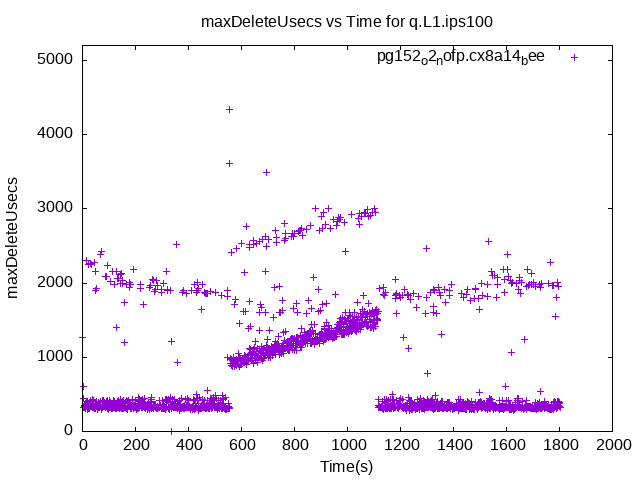 maxDeleteUsecs vs Time for q.L1.ips100
pg152o2nofp.cx8a14bee
5000
4000
3000
2000
1000
0
maxDeleteUsecs
0 200 400 600 800 1000 1200 1400 1600 1800 2000
Time(s)